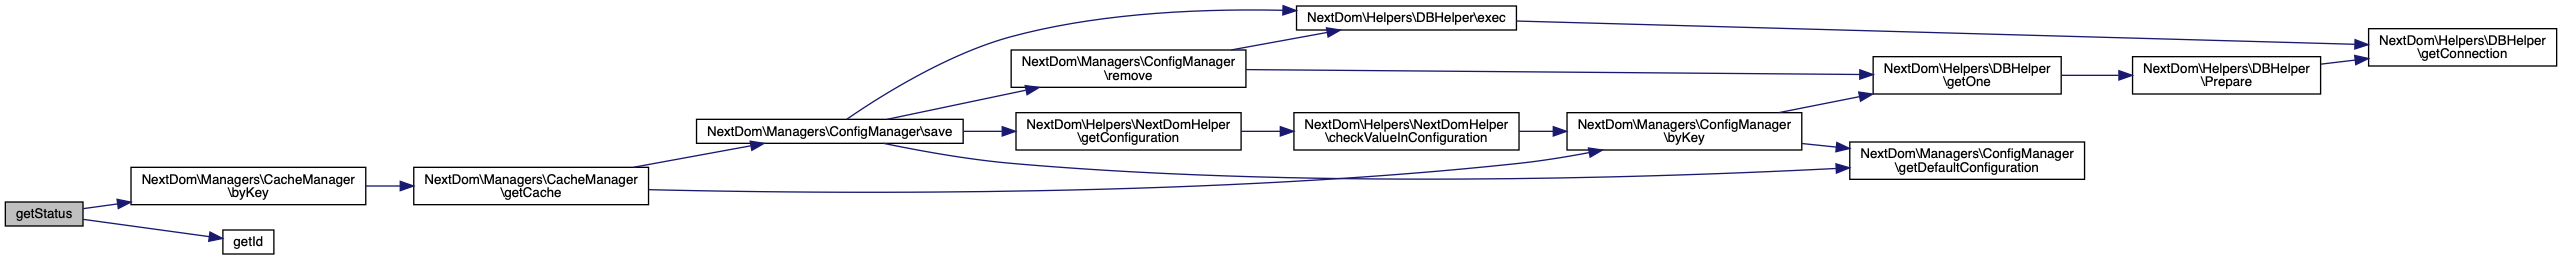 getStatus
NextDom\Managers\CacheManager
\byKey
getId
NextDom\Managers\CacheManager
\getCache
NextDom\Managers\ConfigManager\save
NextDom\Managers\ConfigManager
\remove
NextDom\Helpers\NextDomHelper
\getConfiguration
NextDom\Helpers\DBHelper\exec
NextDom\Helpers\NextDomHelper
\checkValueInConfiguration
NextDom\Managers\ConfigManager
\byKey
NextDom\Helpers\DBHelper
\getOne
NextDom\Managers\ConfigManager
\getDefaultConfiguration
NextDom\Helpers\DBHelper
\Prepare
NextDom\Helpers\DBHelper
\getConnection